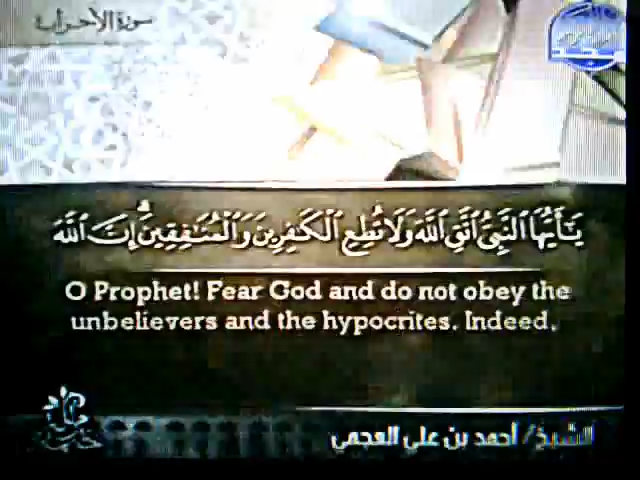 سورة الأحزاب
يَـٰٓأَيُّهَا ٱلنَّبِىُّ ٱتَّقِ ٱللَّهَ وَلَا تُطِعِ ٱلْكَـٰفِرِينَ وَٱلْمُنَـٰفِقِينَ ۗ إِنَّ ٱللَّهَ
O Prophet! Fear God and do not obey the
unbelievers and the hypocrites. Indeed,
الشيخ/ أحمد بن علي العجمي